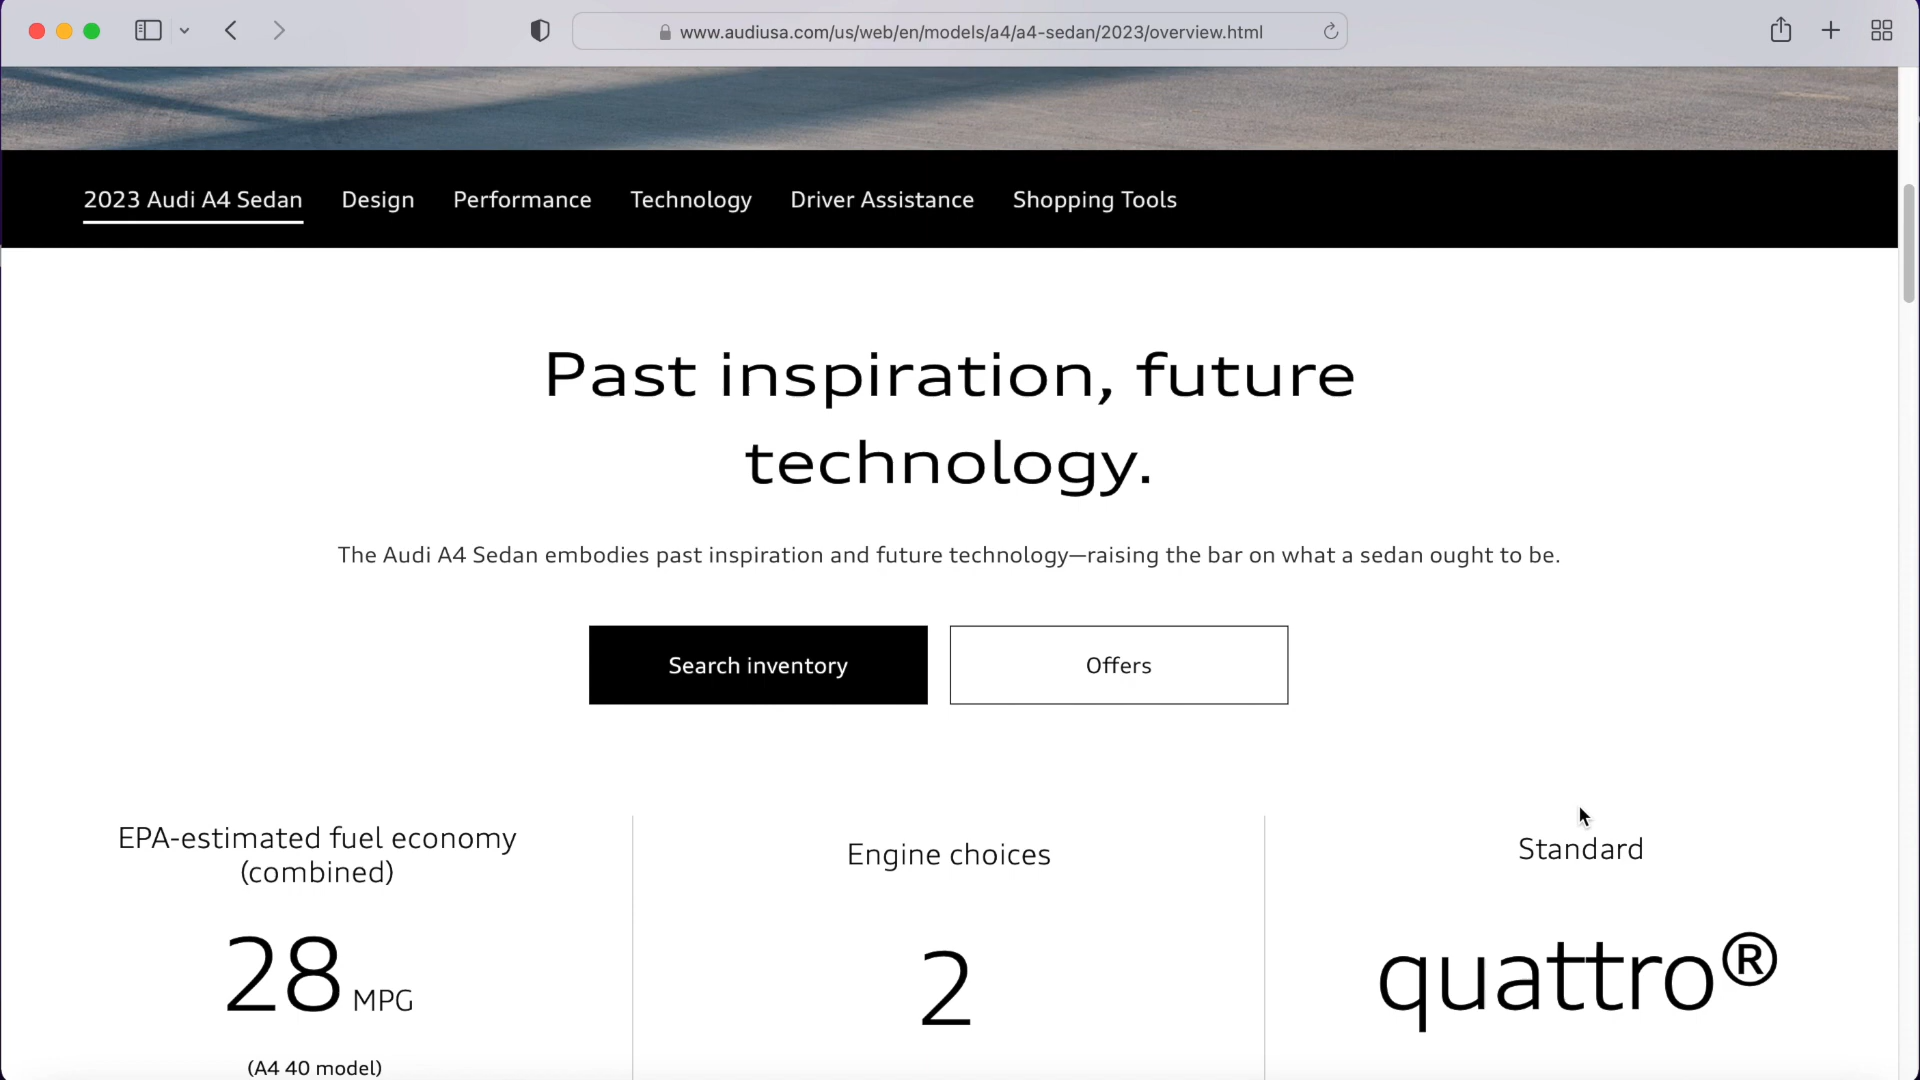 www.audiusa.com/us/web/en/models/a4/a4-sedan/2023/overview.html
2023 Audi A4 Sedan Design Performance Technology Driver Assistance Shopping Tools
Past inspiration, future
technology.
The Audi A4 Sedan embodies past inspiration and future technology—raising the bar on what a sedan ought to be.
Search inventory
Offers
EPA-estimated fuel economy
(combined)
28 MPG
(A4 40 model)
Engine choices
2
Standard
quattro®